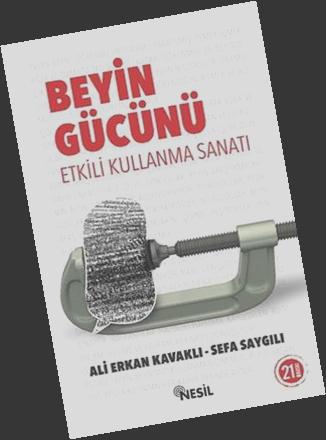 BEYİN
GÜCÜNÜ
ETKİLİ KULLANMA SANATI
ALİ ERKAN KAVAKLI - SEFA SAYGILI
NESİL
21